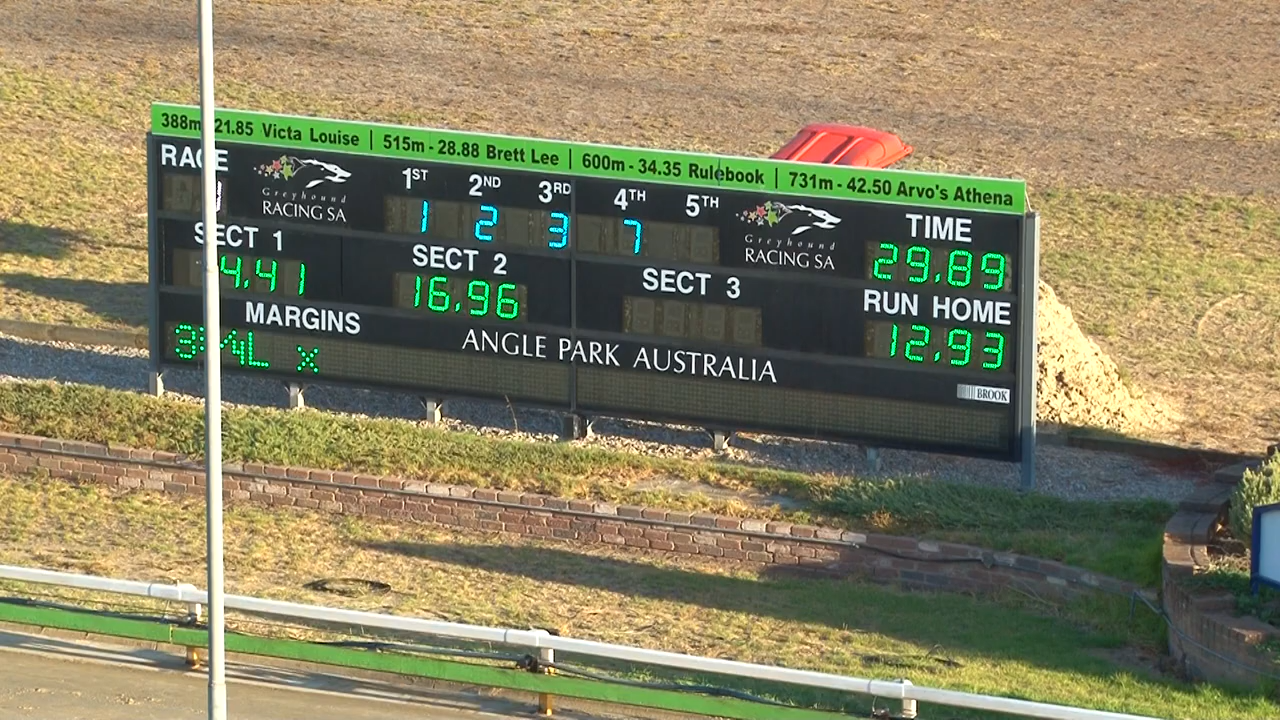 388m 21.85 Victa Louise | 515m - 28.88 Brett Lee | 600m - 34.35 Rulebook | 731m - 42.50 Arvo's Athena
RACE
Greyhound
RACING SA
1ST 2ND 3RD 4TH 5TH
1 2 3 7
Greyhound
RACING SA
TIME
29.89
SECT 1
4.41
SECT 2
16.96
SECT 3
RUN HOME
12.93
MARGINS
ANGLE PARK AUSTRALIA
BROOK